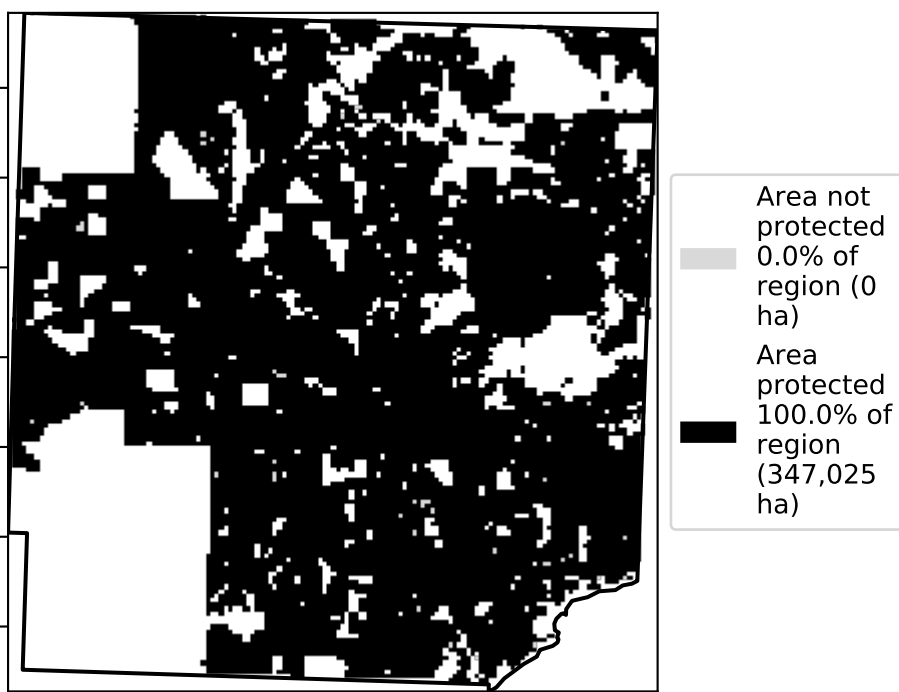 Area not
protected
0.0% of
region (0
ha)
Area
protected
100.0% of
region
(347,025
ha)